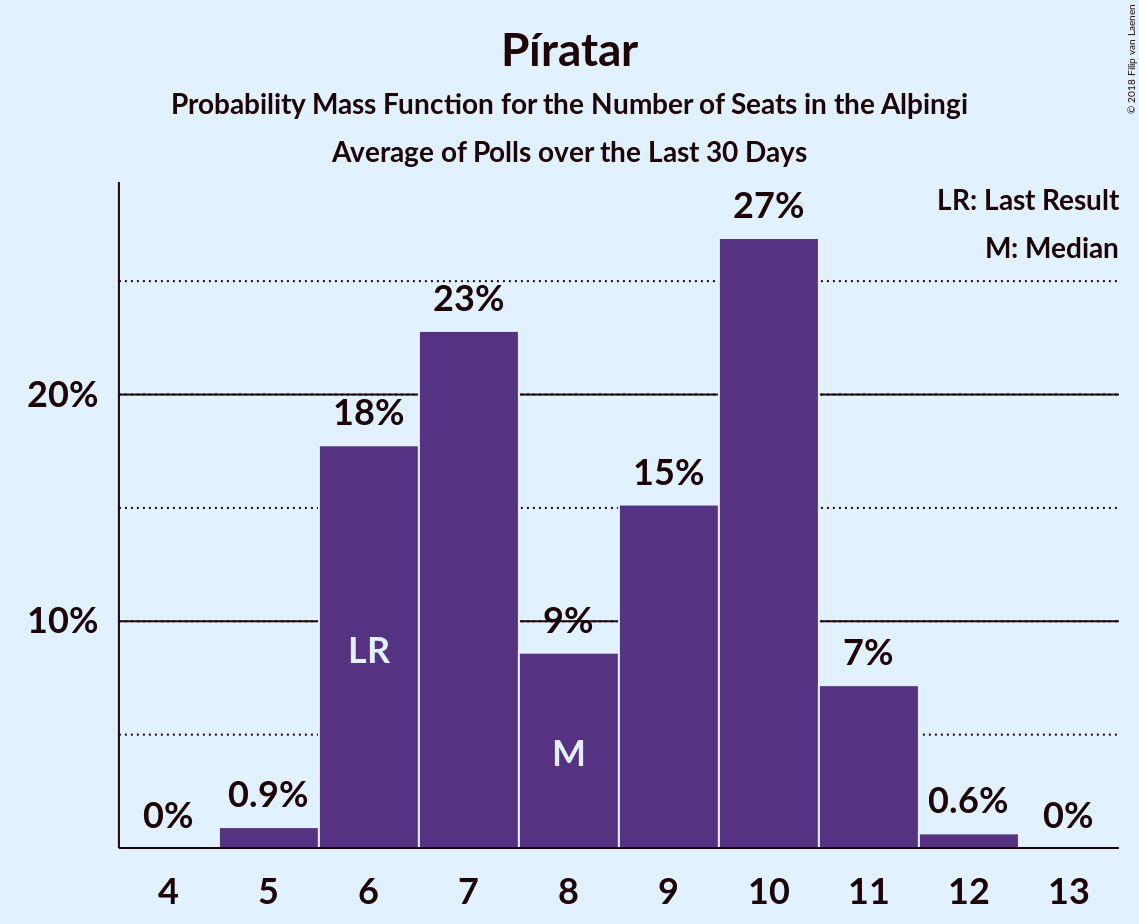 Píratar
Probability Mass Function for the Number of Seats in the Alþingi
Average of Polls over the Last 30 Days
© 2018 Filip van Laenen
LR: Last Result
M: Median
27%
23%
20%
18%
15%
10%
9%
7%
LR
M
0%
0.9%
0.6%
0%
4 5 6 7 8 9 10 11 12 13